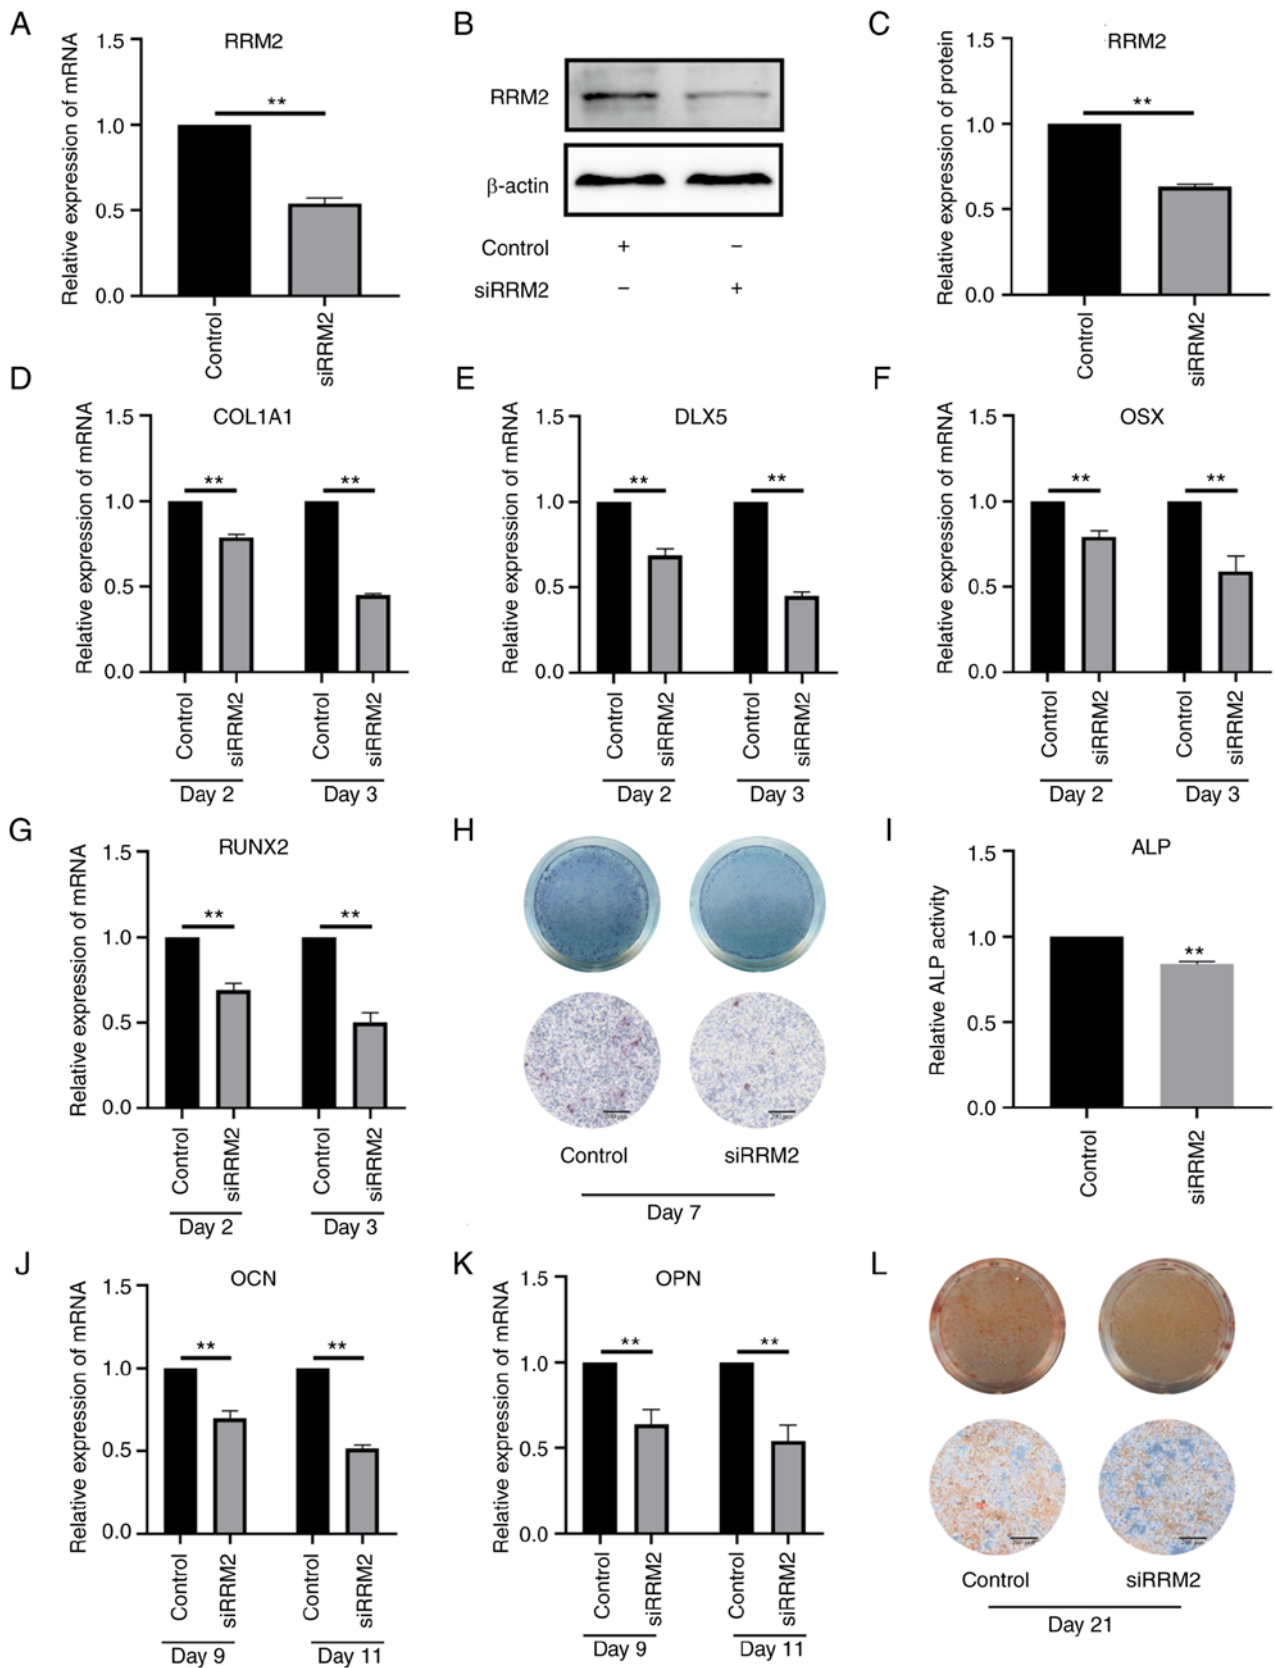 A
RRM2
Relative expression of mRNA
1.5
1.0
0.5
0.0
**
Control
siRRM2
B
RRM2
β-actin
Control + −
siRRM2 − +
C
RRM2
Relative expression of protein
1.5
1.0
0.5
0.0
**
Control
siRRM2
D
COL1A1
Relative expression of mRNA
1.5
1.0
0.5
0.0
** **
Control siRRM2 Control siRRM2
Day 2 Day 3
E
DLX5
Relative expression of mRNA
1.5
1.0
0.5
0.0
** **
Control siRRM2 Control siRRM2
Day 2 Day 3
F
OSX
Relative expression of mRNA
1.5
1.0
0.5
0.0
** **
Control siRRM2 Control siRRM2
Day 2 Day 3
G
RUNX2
Relative expression of mRNA
1.5
1.0
0.5
0.0
** **
Control siRRM2 Control siRRM2
Day 2 Day 3
H
Control siRRM2
Day 7
I
ALP
Relative ALP activity
1.5
1.0
0.5
0.0
**
Control
siRRM2
J
OCN
Relative expression of mRNA
1.5
1.0
0.5
0.0
** **
Control siRRM2 Control siRRM2
Day 9 Day 11
K
OPN
Relative expression of mRNA
1.5
1.0
0.5
0.0
** **
Control siRRM2 Control siRRM2
Day 9 Day 11
L
Control siRRM2
Day 21